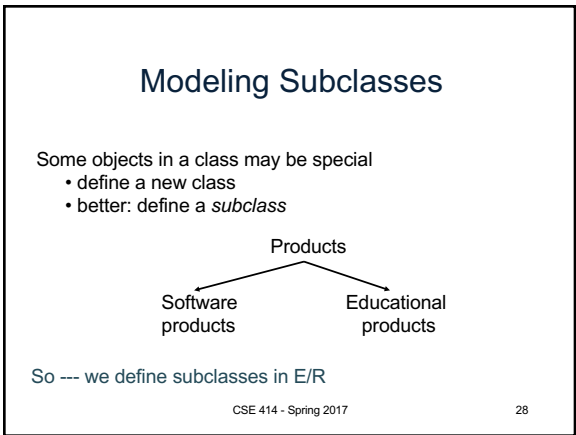 Modeling Subclasses
Some objects in a class may be special
• define a new class
• better: define a subclass
Products
Software
products
Educational
products
So --- we define subclasses in E/R
CSE 414 - Spring 2017
28